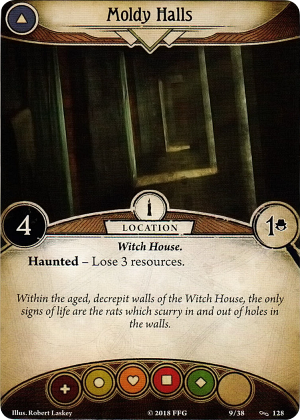 Moldy Halls
4
LOCATION
1
Witch House.
Haunted – Lose 3 resources.
Within the aged, decrepit walls of the Witch House, the only
signs of life are the rats which scurry in and out of holes in
the walls.
Illus. Robert Laskey © 2018 FFG 9/38 128